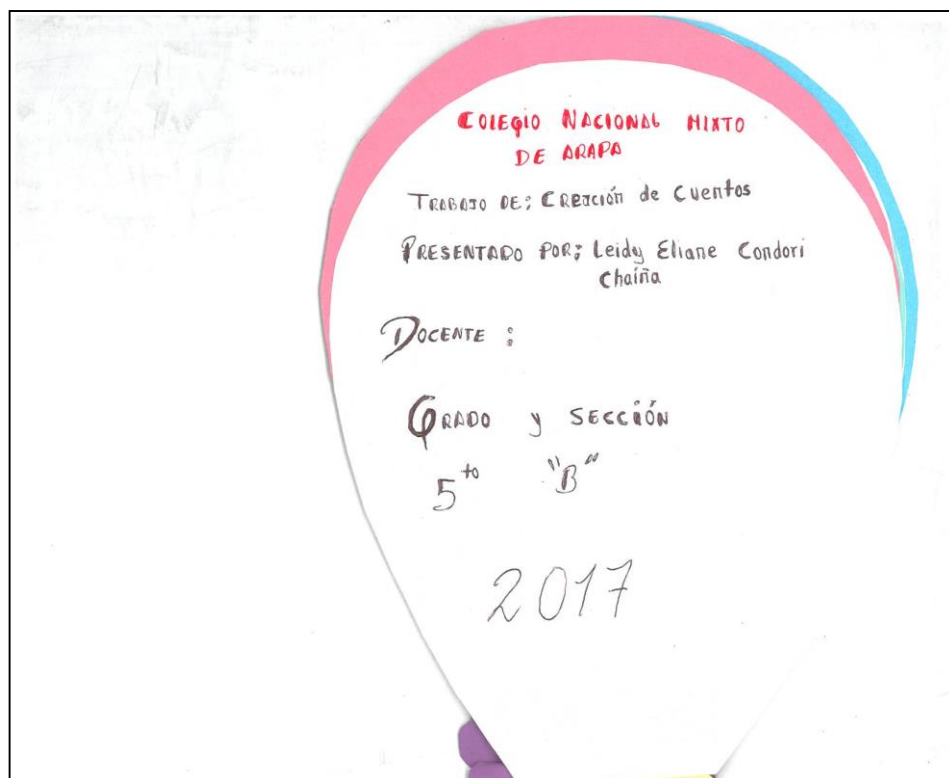 COLEGIO NACIONAL MIXTO
DE ARAPA
TRABAJO DE; CREACIÓN de Cuentos
PRESENTADO POR; Leidy Eliane Condori
Chaiña
DOCENTE :
GRADO y SECCIÓN
5to "B"
2017